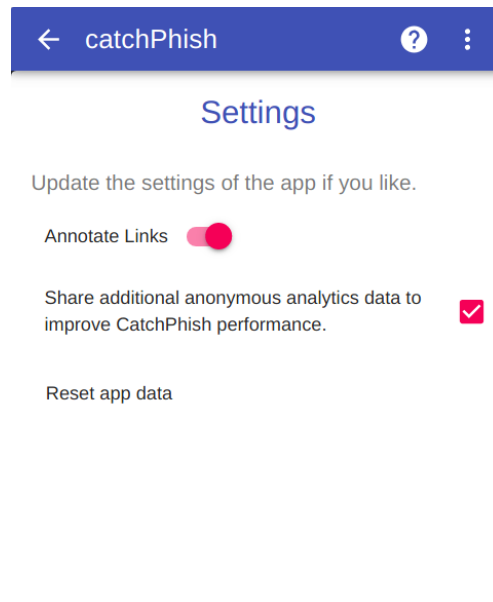 catchPhish
Settings
Update the settings of the app if you like.
Annotate Links
Share additional anonymous analytics data to
improve CatchPhish performance.
Reset app data